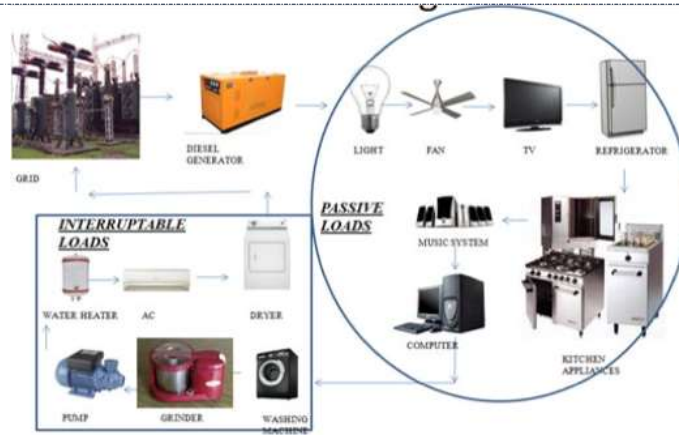 GRID
DIESEL
GENERATOR
LIGHT
FAN
TV
REFRIGERATOR
PASSIVE
LOADS
MUSIC SYSTEM
COMPUTER
KITCHEN
APPLIANCES
INTERRUPTABLE
LOADS
WATER HEATER
AC
DRYER
PUMP
GRINDER
WASHING
MACHINE